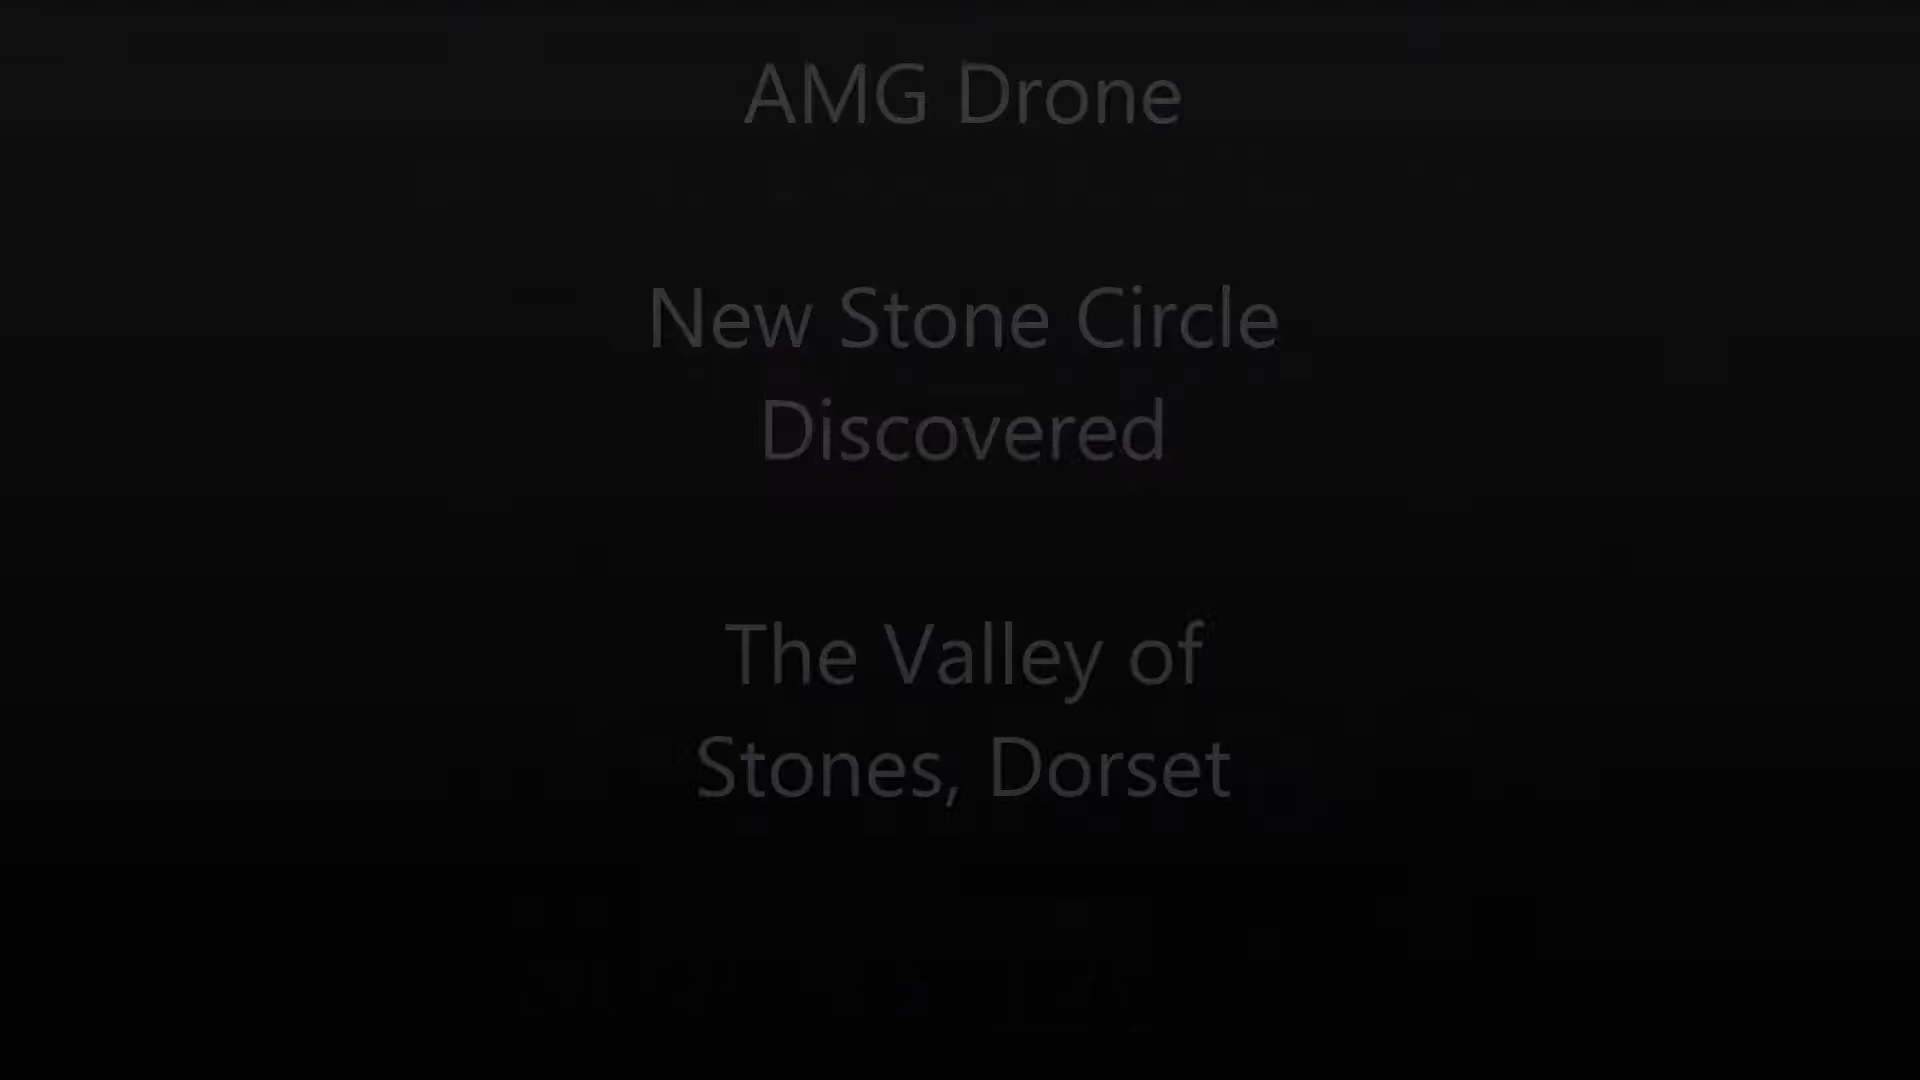 AMG Drone
New Stone Circle
Discovered
The Valley of
Stones, Dorset